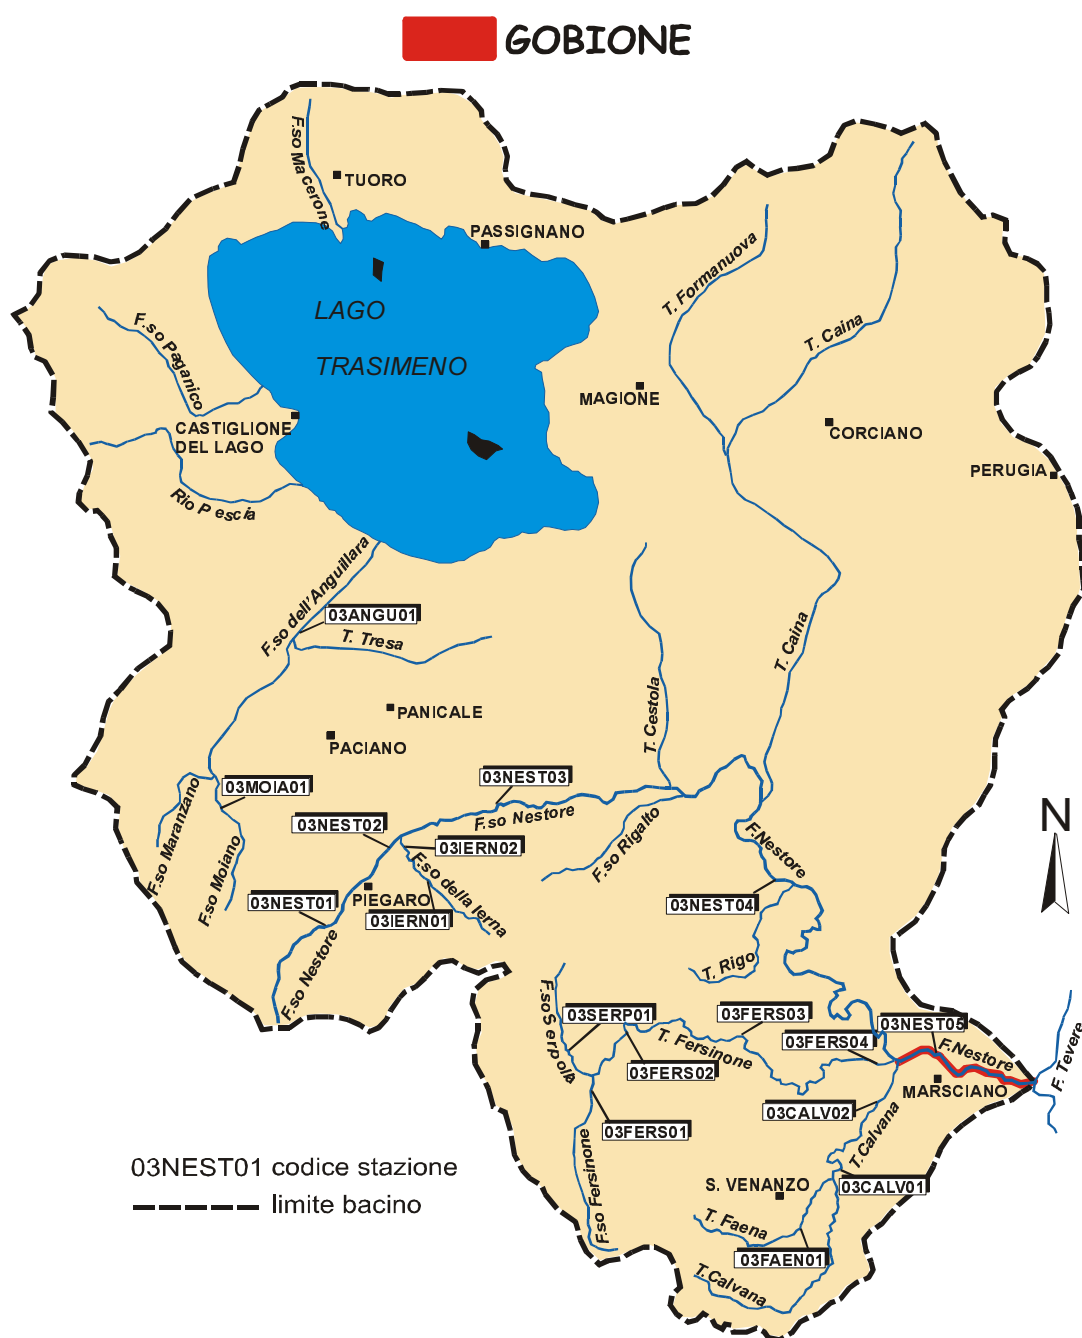 GOBIONE
F.so Macerone
TUORO
PASSIGNANO
LAGO
TRASIMENO
T. Formanuova
T. Caina
F.so Paganico
MAGIONE
CASTIGLIONE
DEL LAGO
CORCIANO
PERUGIA
Rio Pescia
F.so dell'Anguillara
03ANGU01
T. Tresa
T. Caina
T. Cestola
PANICALE
PACIANO
03NEST03
03MOIA01
F.so Maranzano
F.so Moiano
03NEST02
F.so Nestore
F.so Rigalto
F.Nestore
03IERN02
F.so della Ierna
PIEGARO
03NEST01
03IERN01
03NEST04
N
F.so Nestore
T. Rigo
F.so Serpolla
03SERP01
03FERS03
03NEST05
T. Fersinone
03FERS04
F.Nestore
F. Tevere
03FERS02
MARSCIANO
03CALV02
03FERS01
T.Calvana
F.so Fersinone
03NEST01 codice stazione
limite bacino
S. VENANZO
03CALV01
T. Faena
03FAEN01
T.Calvana